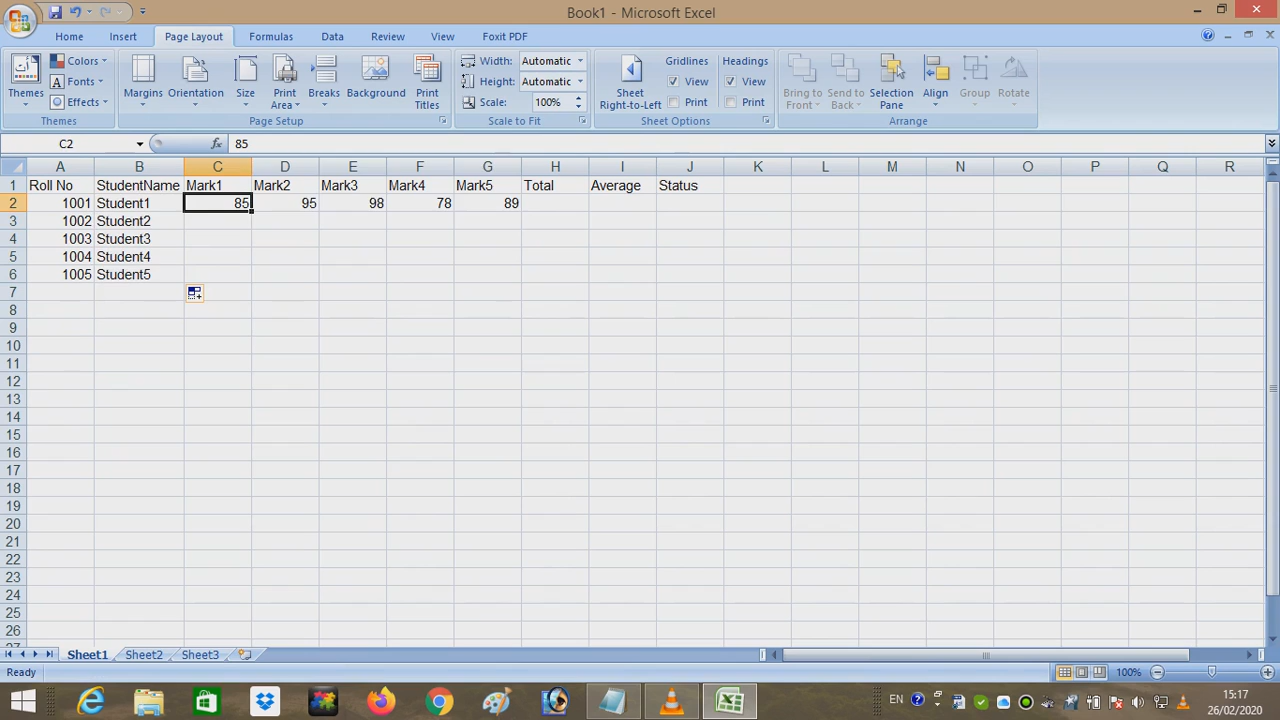 Book1 - Microsoft Excel
Home Insert Page Layout Formulas Data Review View Foxit PDF
Themes Colors Fonts Effects
Themes
Margins Orientation Size Print Area Breaks Background Print Titles
Page Setup
Width: Automatic
Height: Automatic
Scale: 100%
Scale to Fit
Sheet Right-to-Left
Gridlines Headings
View View
Print Print
Sheet Options
Bring to Front Send to Back Selection Pane Align Group Rotate
Arrange
C2 fx 85
A B C D E F G H I J K L M N O P Q R
1 Roll No StudentName Mark1 Mark2 Mark3 Mark4 Mark5 Total Average Status
2 1001 Student1 85 95 98 78 89
3 1002 Student2
4 1003 Student3
5 1004 Student4
6 1005 Student5
7
8
9
10
11
12
13
14
15
16
17
18
19
20
21
22
23
24
25
26
27
Sheet1 Sheet2 Sheet3
Ready 100%
EN 15:17
26/02/2020